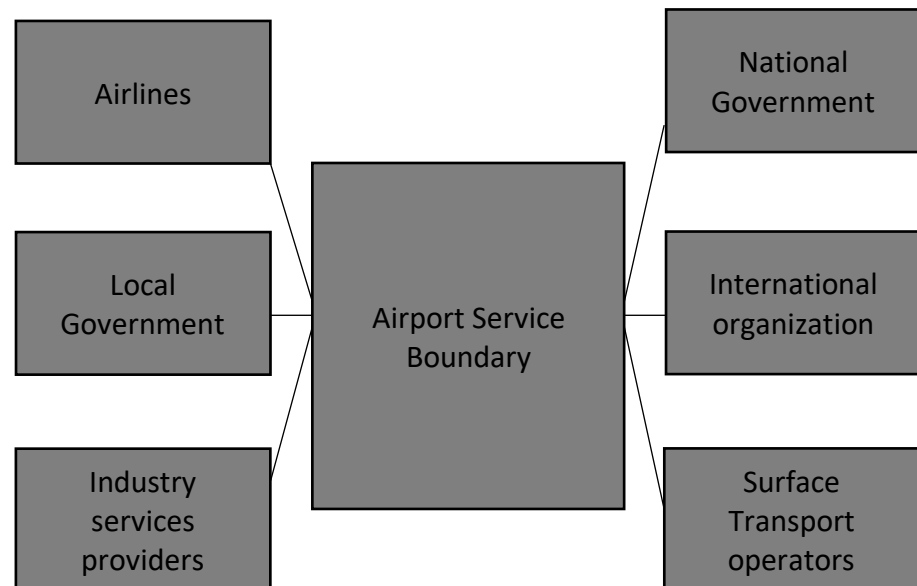 Airlines
National
Government
Local
Government
Airport Service
Boundary
International
organization
Industry
services
providers
Surface
Transport
operators